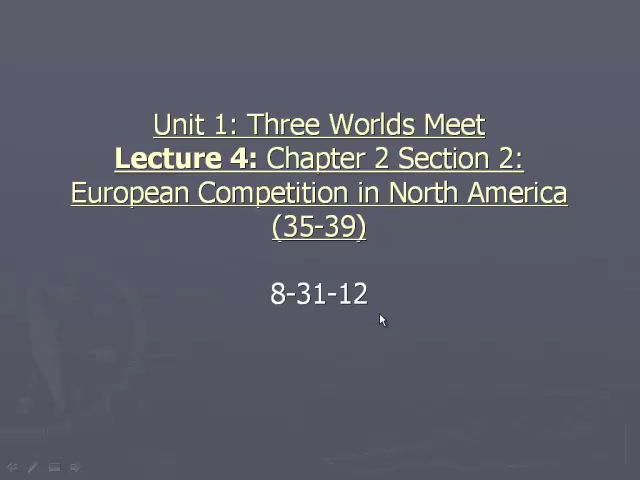 Unit 1: Three Worlds Meet
Lecture 4: Chapter 2 Section 2:
European Competition in North America
(35-39)
8-31-12